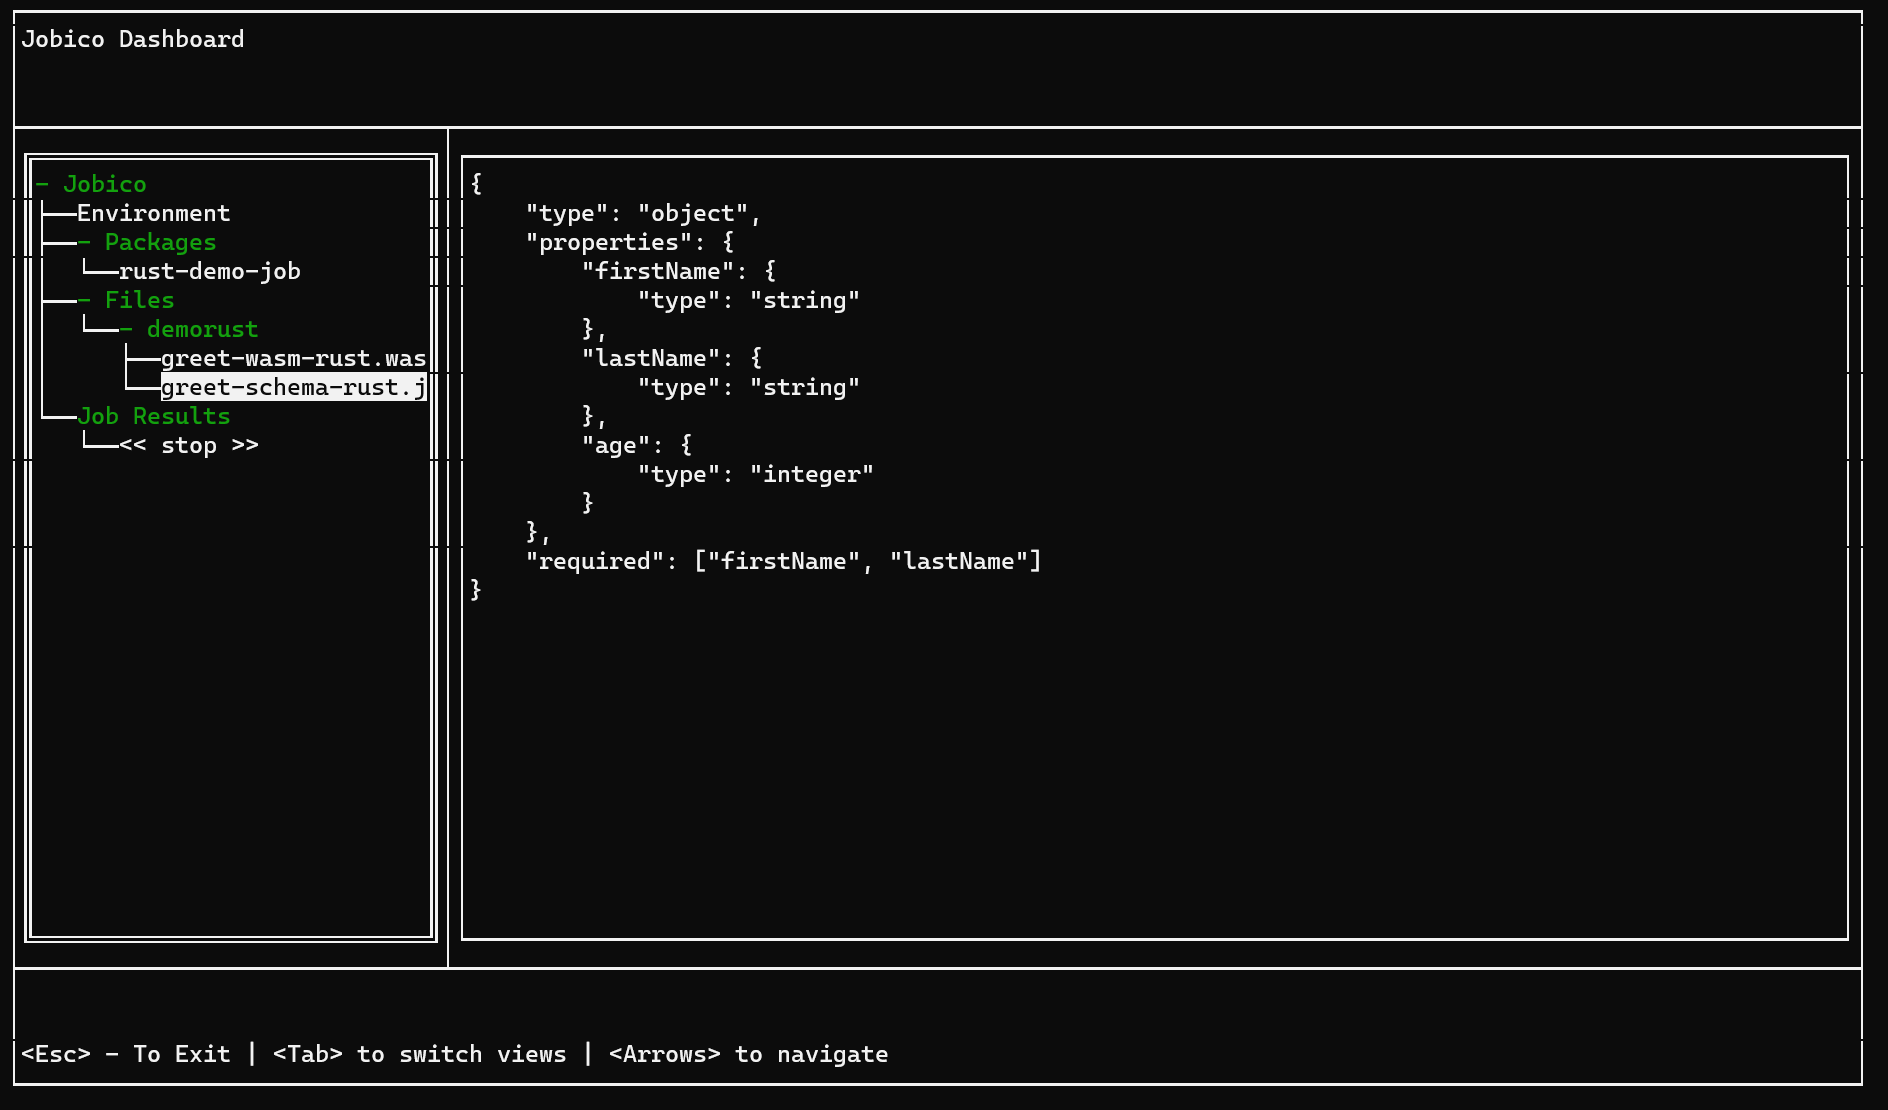 Jobico Dashboard
- Jobico
Environment
- Packages
rust-demo-job
- Files
- demorust
greet-wasm-rust.was
greet-schema-rust.j
Job Results
<< stop >>
{
    "type": "object",
    "properties": {
        "firstName": {
            "type": "string"
        },
        "lastName": {
            "type": "string"
        },
        "age": {
            "type": "integer"
        }
    },
    "required": ["firstName", "lastName"]
}
<Esc> - To Exit | <Tab> to switch views | <Arrows> to navigate